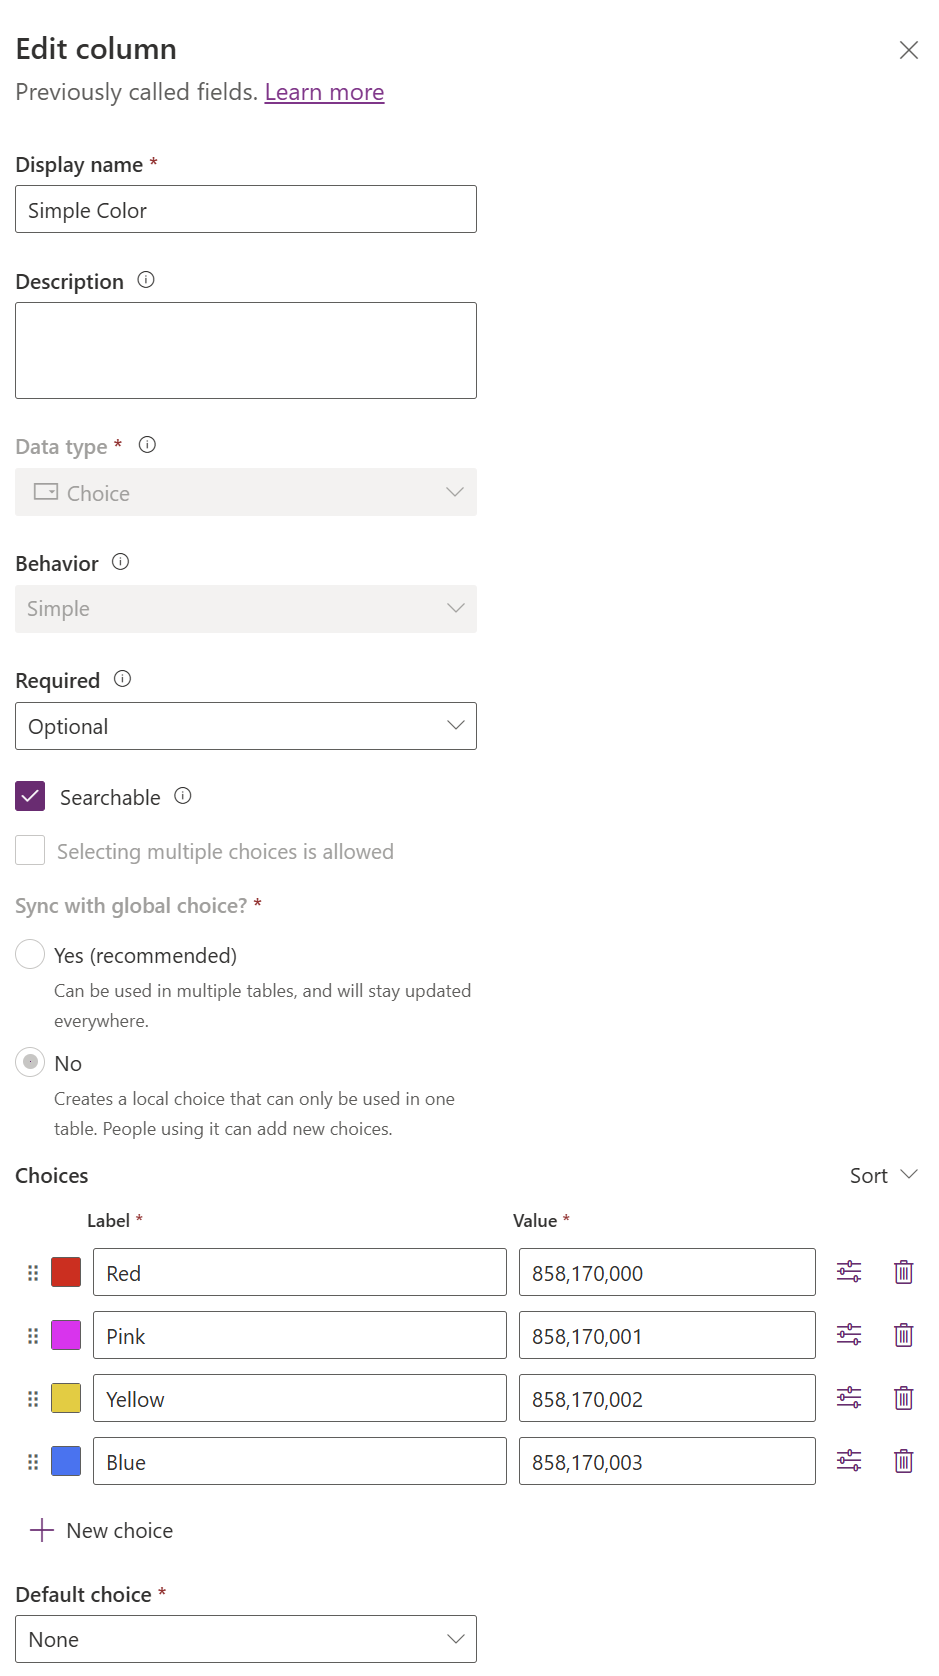 Edit column
Previously called fields. Learn more
Display name *
Simple Color
Description
Data type *
Choice
Behavior
Simple
Required
Optional
Searchable
Selecting multiple choices is allowed
Sync with global choice? *
Yes (recommended)
Can be used in multiple tables, and will stay updated
everywhere.
No
Creates a local choice that can only be used in one
table. People using it can add new choices.
Choices Sort
Label * Value *
Red 858,170,000
Pink 858,170,001
Yellow 858,170,002
Blue 858,170,003
New choice
Default choice *
None